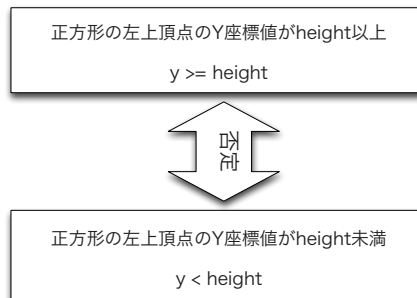 正方形の左上頂点のY座標値がheight以上
y >= height
否定
正方形の左上頂点のY座標値がheight未満
y < height